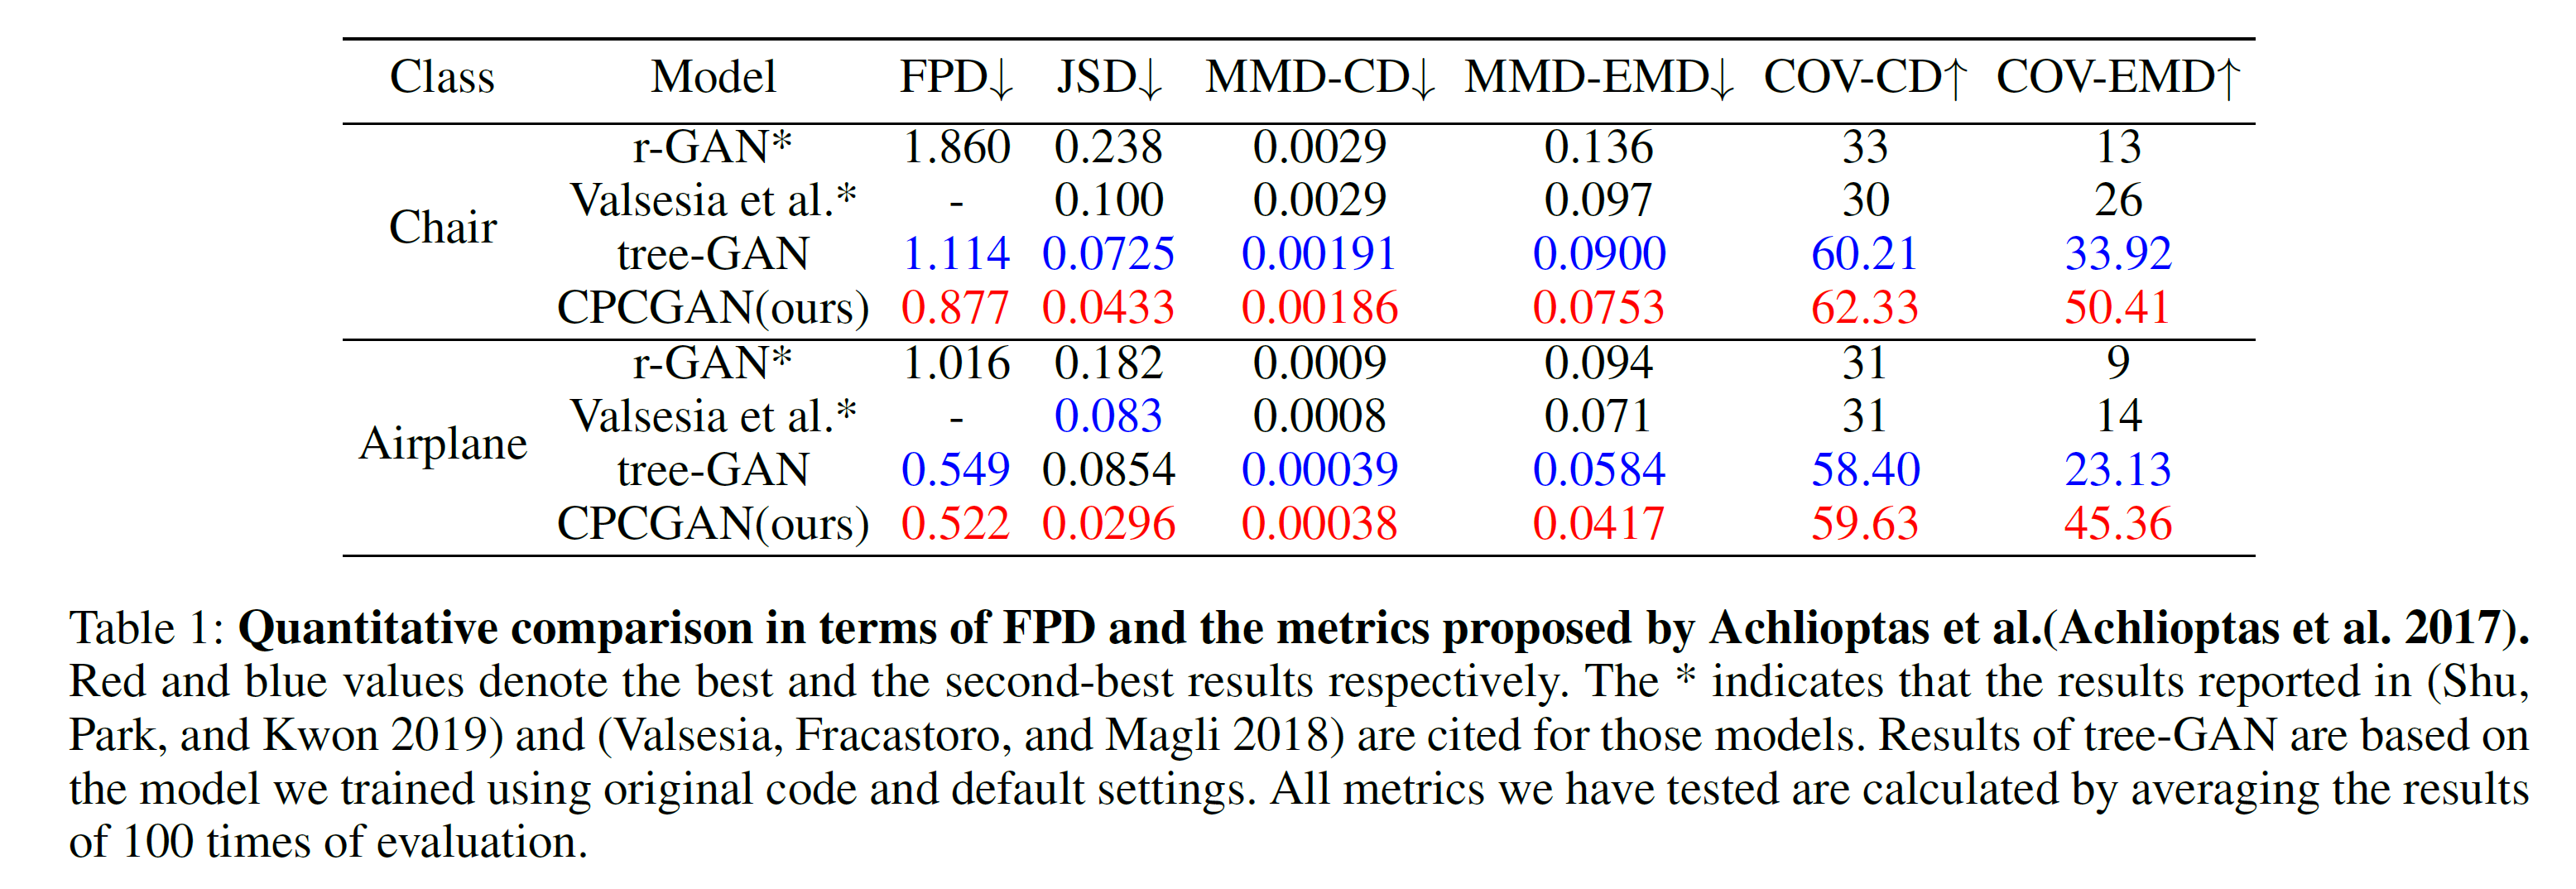 Class Model FPD↓ JSD↓ MMD-CD↓ MMD-EMD↓ COV-CD↑ COV-EMD↑
r-GAN* 1.860 0.238 0.0029 0.136 33 13
Valsesia et al.* - 0.100 0.0029 0.097 30 26
Chair
tree-GAN 1.114 0.0725 0.00191 0.0900 60.21 33.92
CPCGAN(ours) 0.877 0.0433 0.00186 0.0753 62.33 50.41
r-GAN* 1.016 0.182 0.0009 0.094 31 9
Valsesia et al.* - 0.083 0.0008 0.071 31 14
Airplane
tree-GAN 0.549 0.0854 0.00039 0.0584 58.40 23.13
CPCGAN(ours) 0.522 0.0296 0.00038 0.0417 59.63 45.36
Table 1: Quantitative comparison in terms of FPD and the metrics proposed by Achlioptas et al.(Achlioptas et al. 2017).
Red and blue values denote the best and the second-best results respectively. The * indicates that the results reported in (Shu,
Park, and Kwon 2019) and (Valsesia, Fracastoro, and Magli 2018) are cited for those models. Results of tree-GAN are based on
the model we trained using original code and default settings. All metrics we have tested are calculated by averaging the results
of 100 times of evaluation.